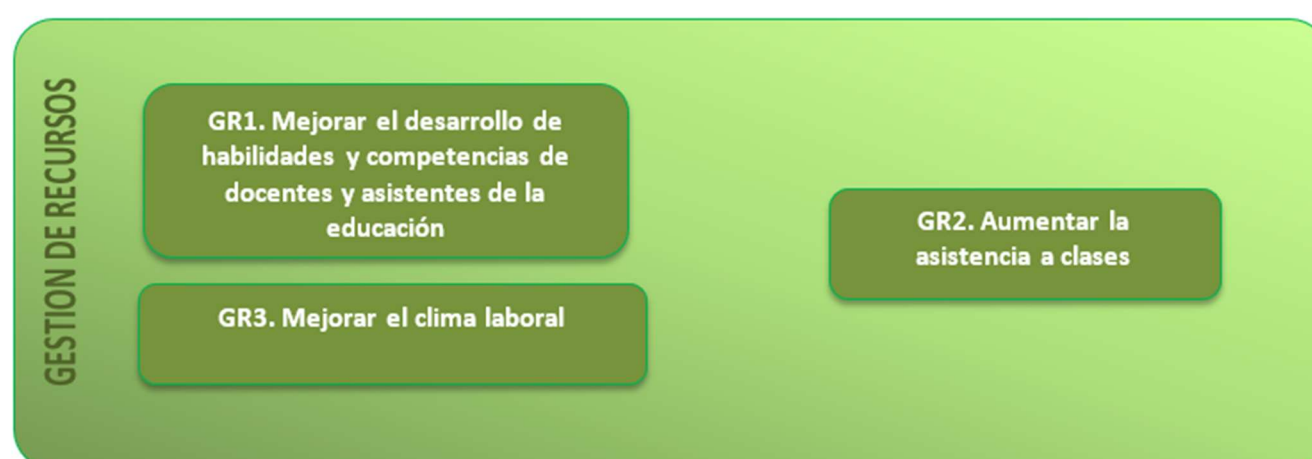 GESTION DE RECURSOS
GR1. Mejorar el desarrollo de
habilidades y competencias de
docentes y asistentes de la
educación
GR3. Mejorar el clima laboral
GR2. Aumentar la
asistencia a clases